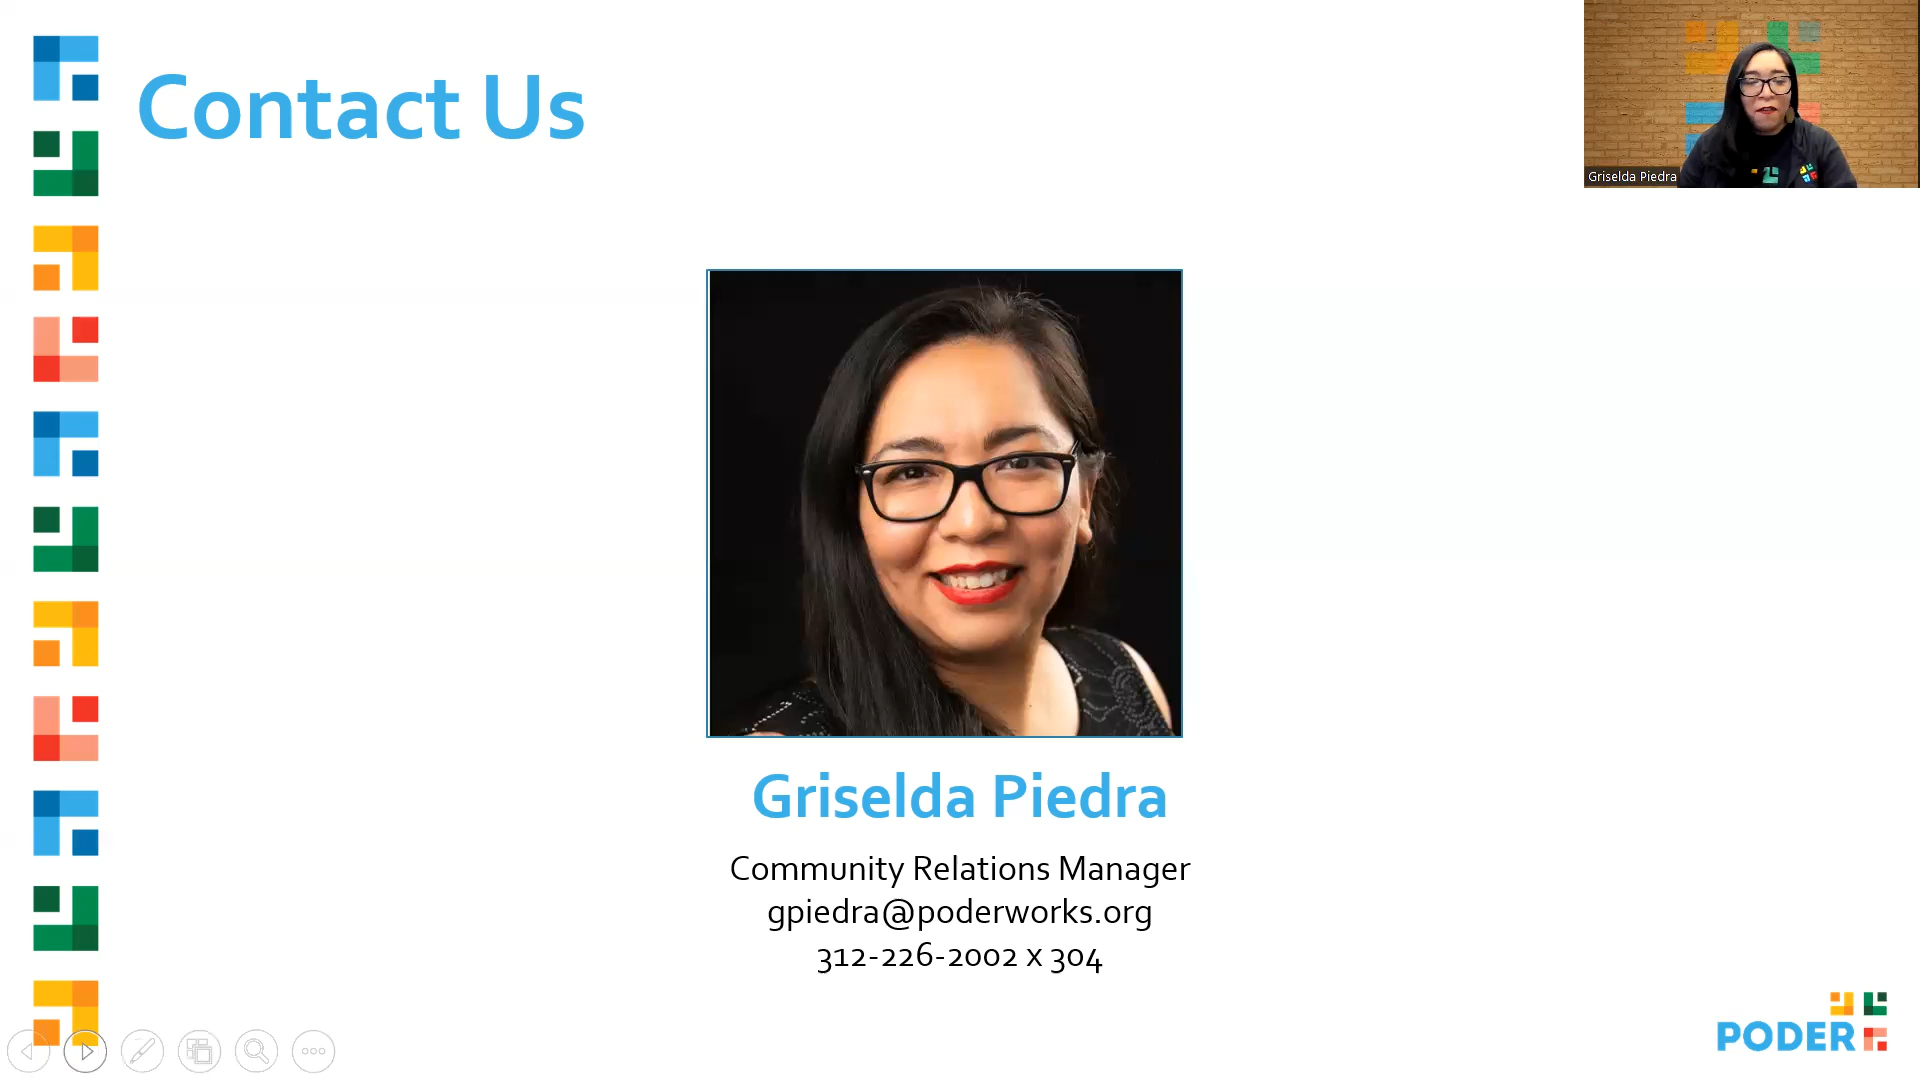 Contact Us
Griselda Piedra
Griselda Piedra
Community Relations Manager
gpiedra@poderworks.org
312-226-2002 x 304
PODER